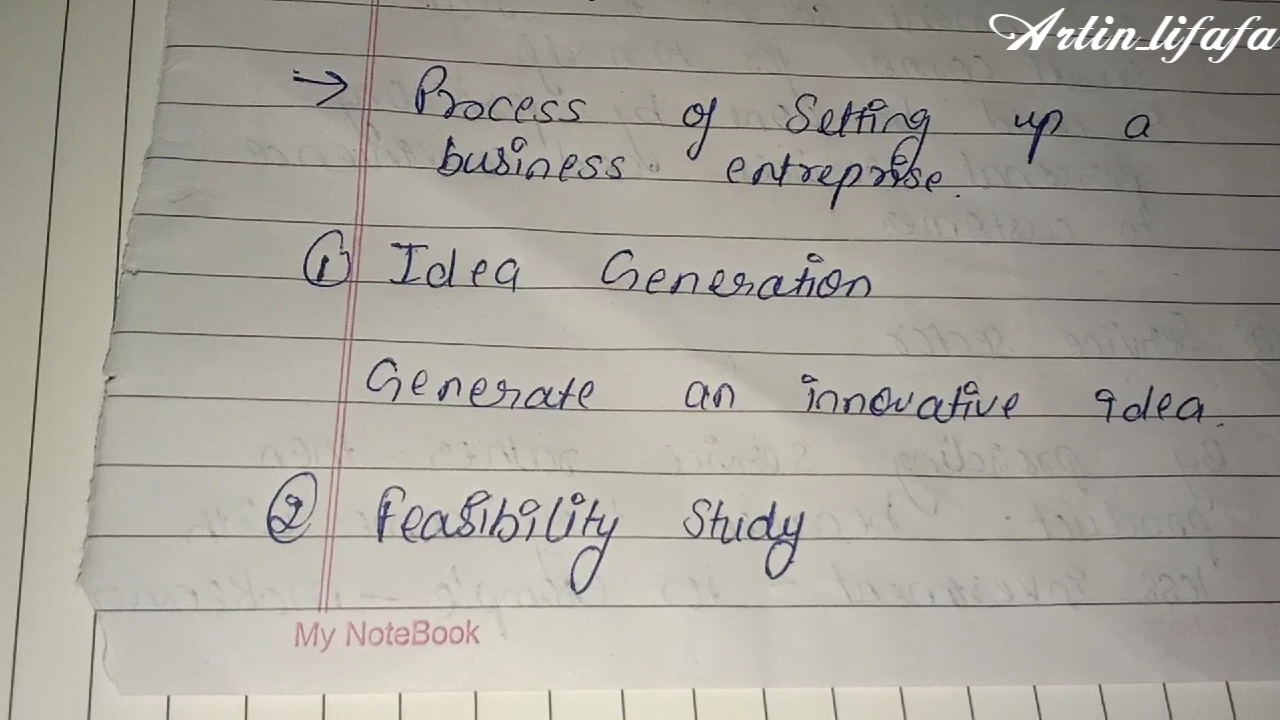 Artin_lifafa
→ Process of Setting up a
business entreprise.
① Idea Generation
Generate an innovative idea.
② Feasibility Study
My NoteBook